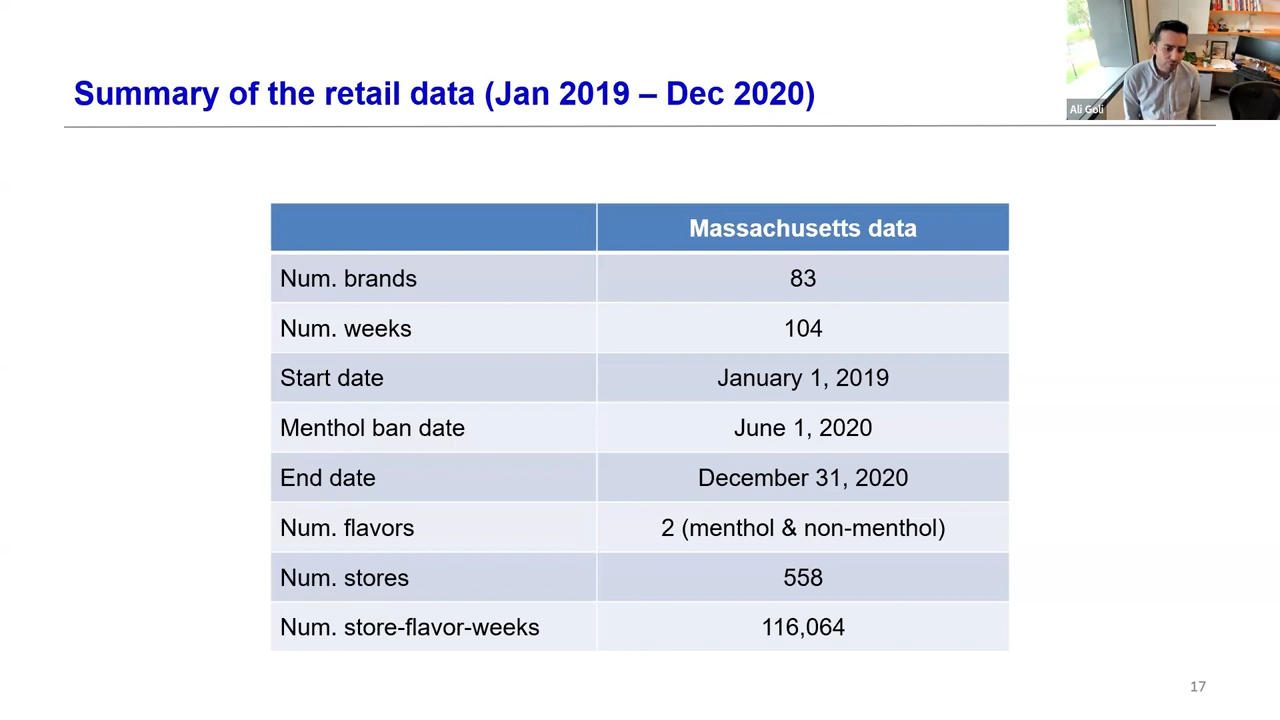 Summary of the retail data (Jan 2019 – Dec 2020)
Ali Goli
Massachusetts data
Num. brands 83
Num. weeks 104
Start date January 1, 2019
Menthol ban date June 1, 2020
End date December 31, 2020
Num. flavors 2 (menthol & non-menthol)
Num. stores 558
Num. store-flavor-weeks 116,064
17